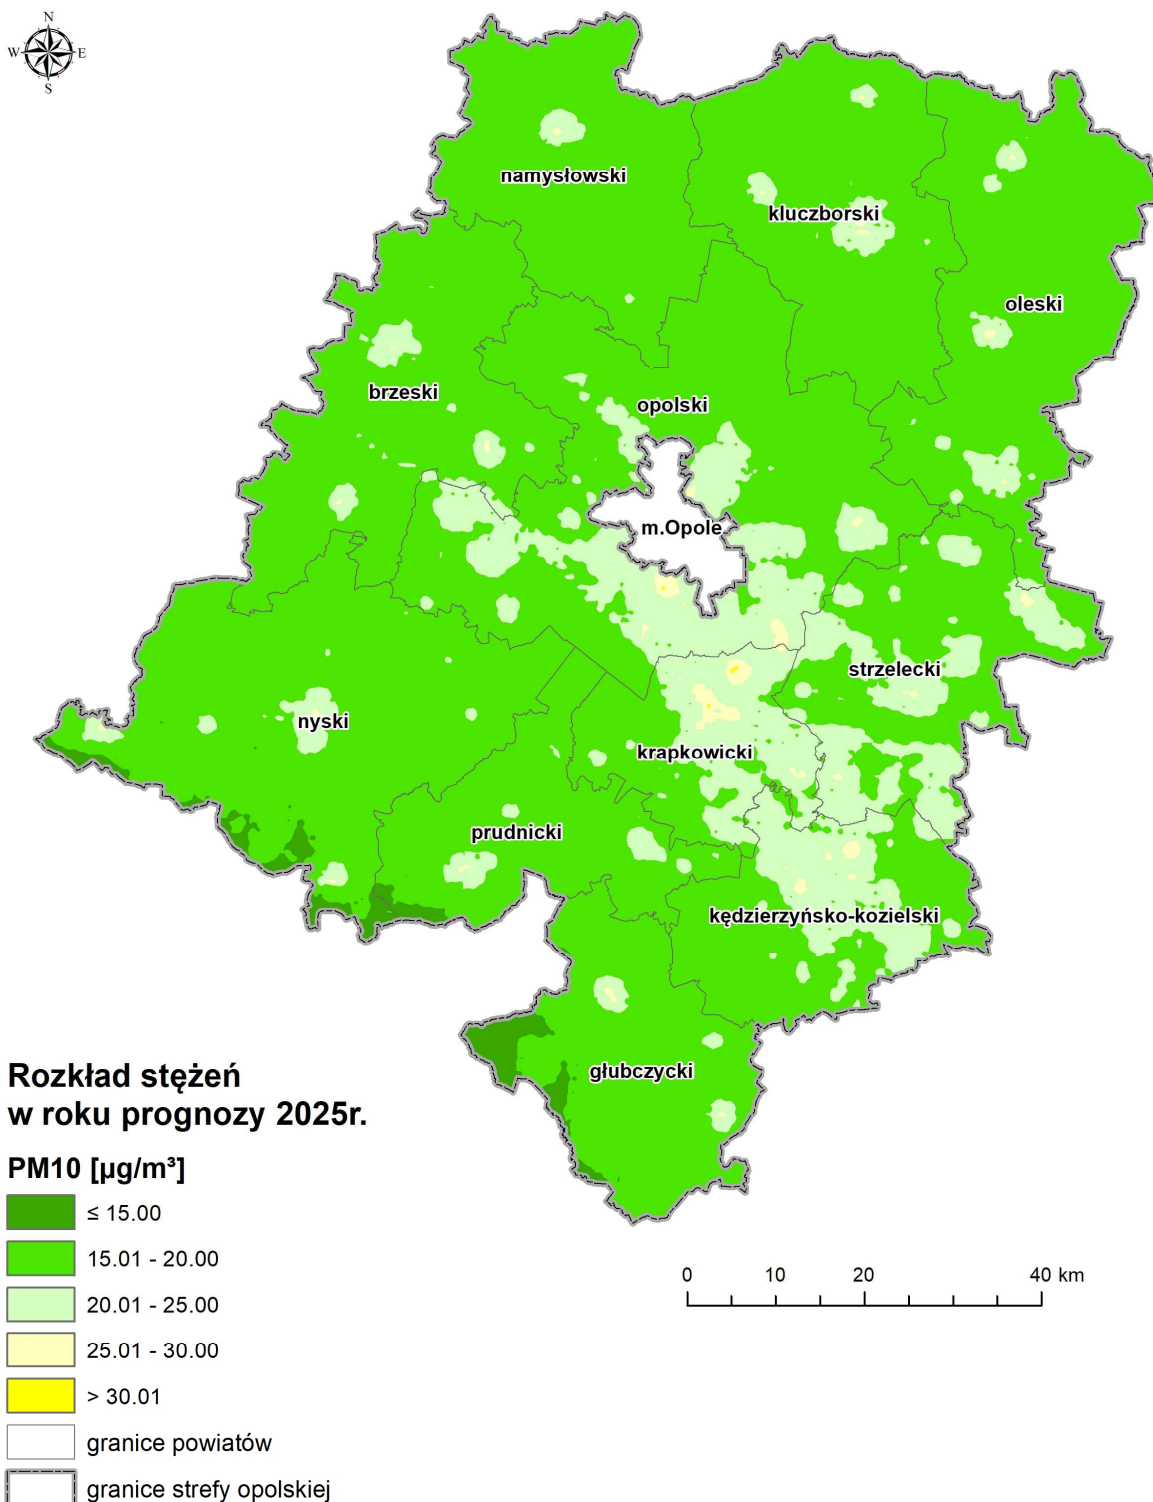 N
W E
S
namysłowski
kluczborski
oleski
brzeski
opolski
m.Opole
strzelecki
nyski
krapkowicki
prudnicki
kędzierzyńsko-kozielski
głubczycki
Rozkład stężeń
w roku prognozy 2025r.
PM10 [µg/m³]
≤ 15.00
15.01 - 20.00
20.01 - 25.00
25.01 - 30.00
> 30.01
granice powiatów
granice strefy opolskiej
0 10 20 40 km